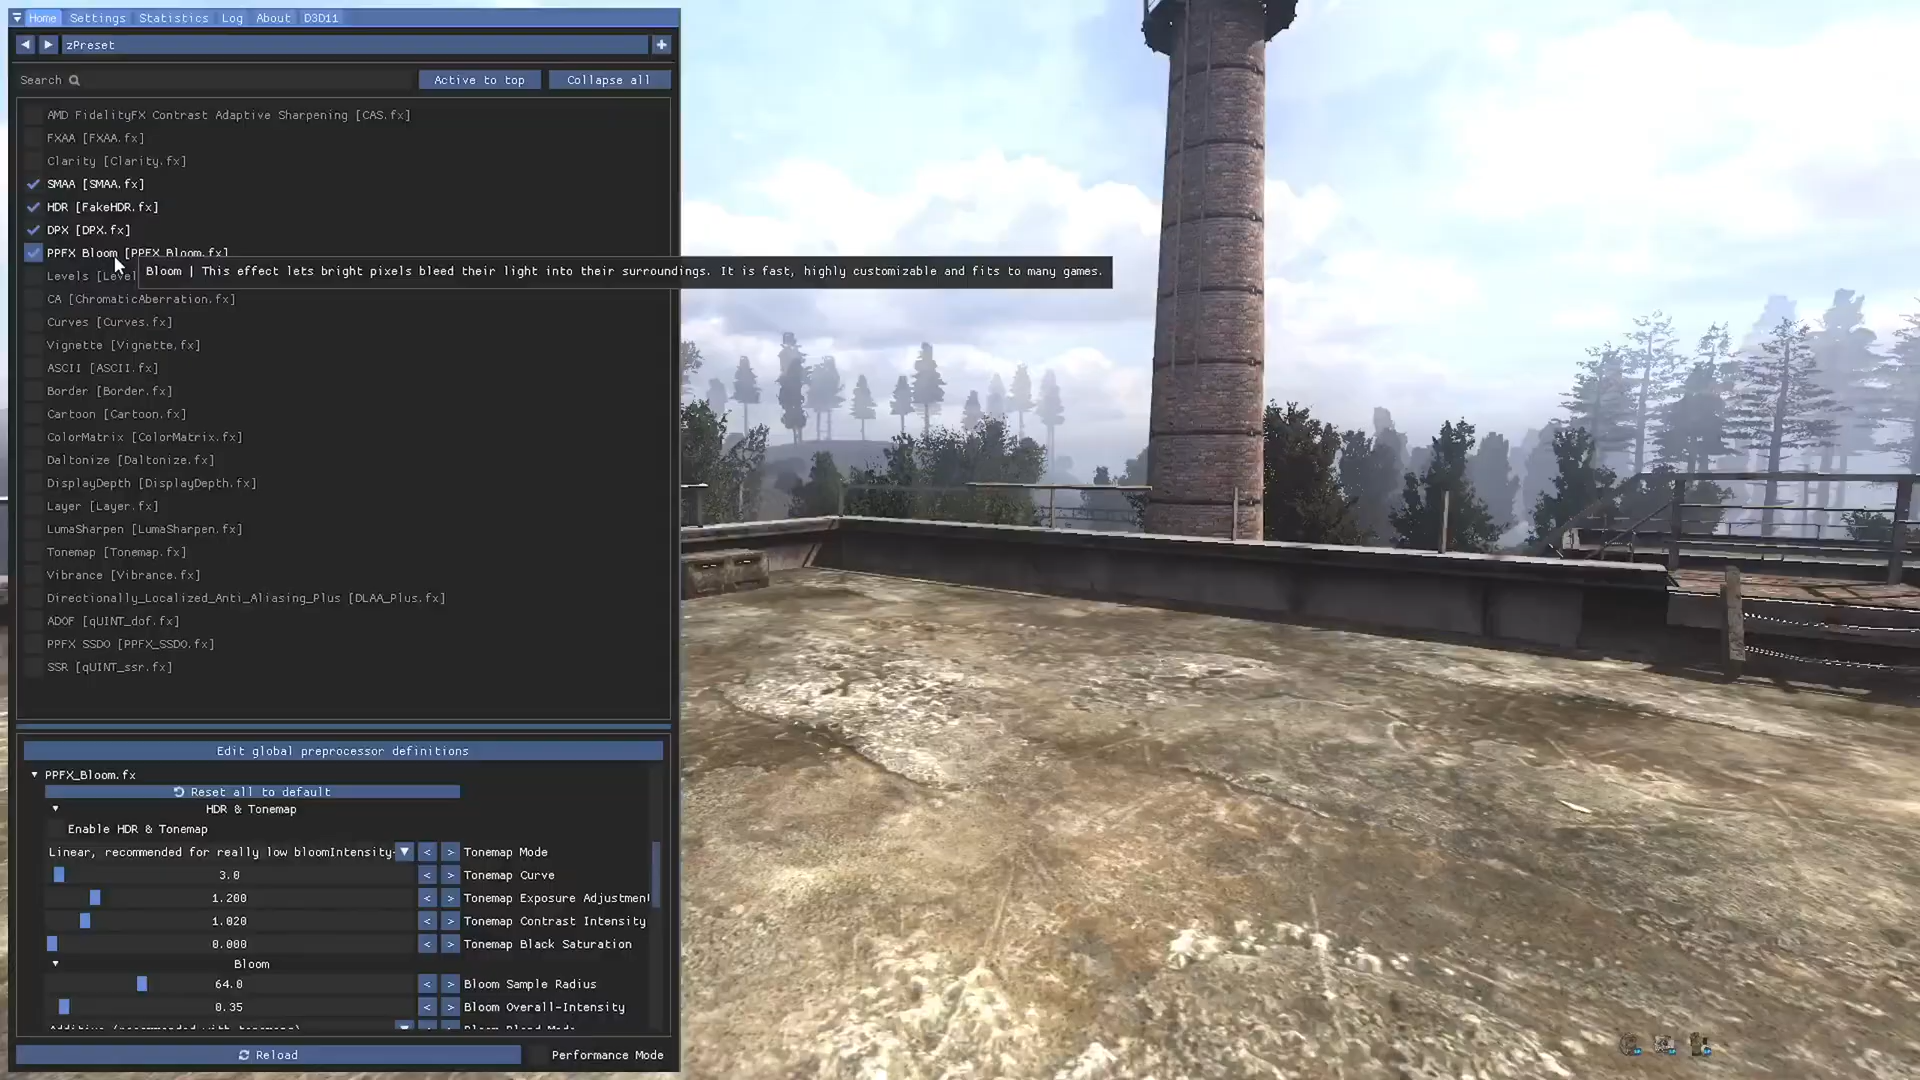 Home Settings Statistics Log About D3D11
zPreset
Search Active to top Collapse all
AMD FidelityFX Contrast Adaptive Sharpening [CAS.fx]
FXAA [FXAA.fx]
Clarity [Clarity.fx]
SMAA [SMAA.fx]
HDR [FakeHDR.fx]
DPX [DPX.fx]
PPFX Bloom [PPFX_Bloom.fx]
Bloom | This effect lets bright pixels bleed their light into their surroundings. It is fast, highly customizable and fits to many games.
Levels [Level
CA [ChromaticAberration.fx]
Curves [Curves.fx]
Vignette [Vignette.fx]
ASCII [ASCII.fx]
Border [Border.fx]
Cartoon [Cartoon.fx]
ColorMatrix [ColorMatrix.fx]
Daltonize [Daltonize.fx]
DisplayDepth [DisplayDepth.fx]
Layer [Layer.fx]
LumaSharpen [LumaSharpen.fx]
Tonemap [Tonemap.fx]
Vibrance [Vibrance.fx]
Directionally_Localized_Anti_Aliasing_Plus [DLAA_Plus.fx]
ADOF [qUINT_dof.fx]
PPFX SSDO [PPFX_SSDO.fx]
SSR [qUINT_ssr.fx]
Edit global preprocessor definitions
PPFX_Bloom.fx
Reset all to default
HDR & Tonemap
Enable HDR & Tonemap
Linear, recommended for really low bloomIntensity- < > Tonemap Mode
3.0 < > Tonemap Curve
1.200 < > Tonemap Exposure Adjustment
1.020 < > Tonemap Contrast Intensity
0.000 < > Tonemap Black Saturation
Bloom
64.0 < > Bloom Sample Radius
0.35 < > Bloom Overall-Intensity
Additive (recommended with tonemap) < > Bloom Blend Mode
Reload Performance Mode